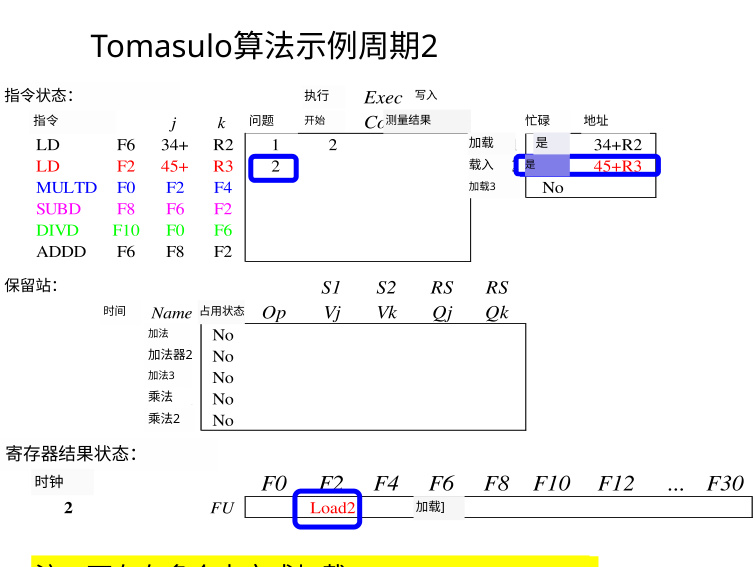 Tomasulo算法示例周期2
指令状态：
执行 Exec 写入
指令 j k 问题 开始 测量结果 忙碌 地址
LD F6 34+ R2 1 2 加载 是 34+R2
LD F2 45+ R3 2 载入 是 45+R3
MULTD F0 F2 F4 加载3 No
SUBD F8 F6 F2
DIVD F10 F0 F6
ADDD F6 F8 F2
保留站：
S1 S2 RS RS
时间 Name 占用状态 Op Vj Vk Qj Qk
加法 No
加法器2 No
加法3 No
乘法 No
乘法2 No
寄存器结果状态：
时钟 F0 F2 F4 F6 F8 F10 F12 ... F30
2 FU Load2 加载]